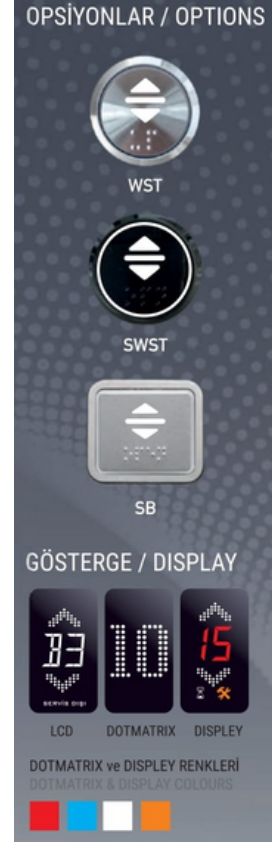 OPSİYONLAR / OPTIONS
WST
SWST
SB
GÖSTERGE / DISPLAY
B3
SERVİS DIŞI
10
15
LCD DOTMATRIX DISPLEY
DOTMATRIX ve DISPLEY RENKLERİ
DOTMATRIX & DISPLAY COLOURS